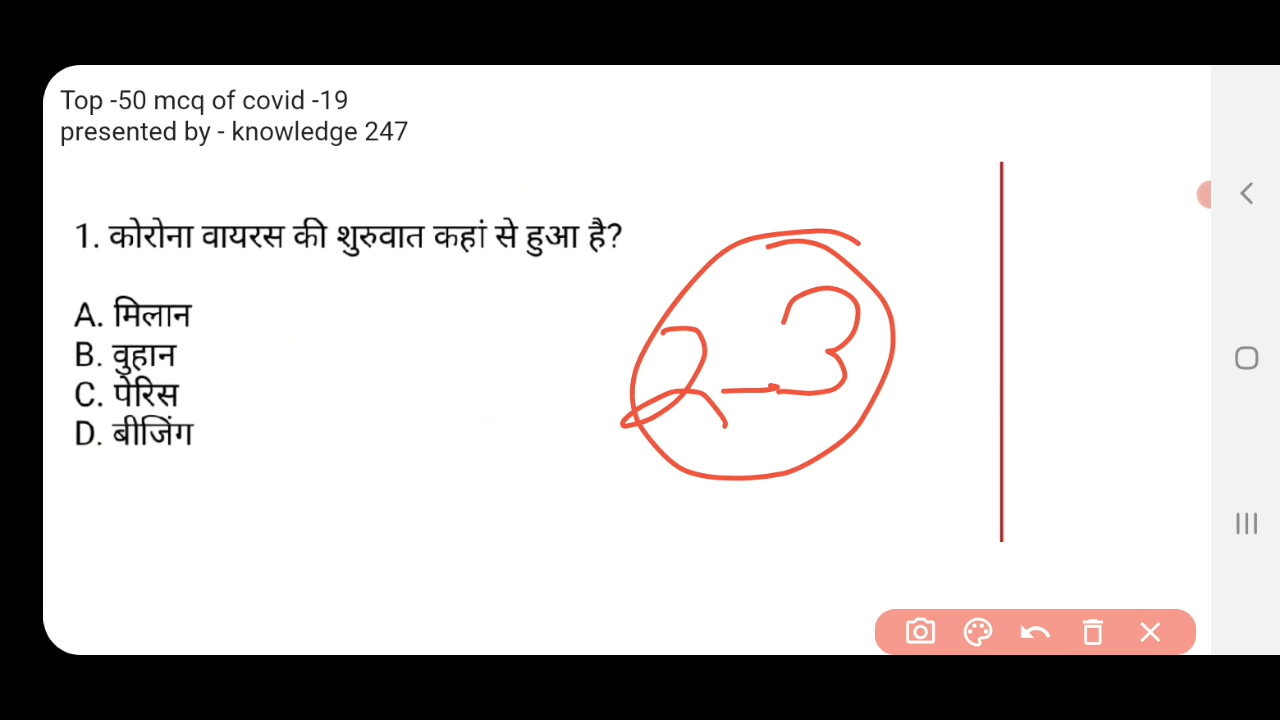 Top -50 mcq of covid -19
presented by - knowledge 247
1. कोरोना वायरस की शुरुवात कहां से हुआ है?
2-3
A. मिलान
B. वुहान
C. पेरिस
D. बीजिंग